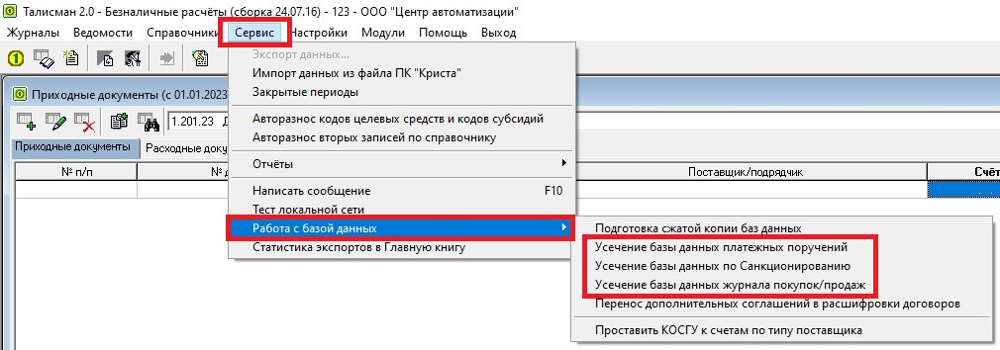 Талисман 2.0 - Безналичные расчёты (сборка 24.07.16) - 123 - ООО "Центр автоматизации"
Журналы Ведомости Справочники Сервис Настройки Модули Помощь Выход
Экспорт данных...
Импорт данных из файла ПК "Криста"
Закрытые периоды
Приходные документы (с 01.01.2023
1.201.23
Авторазнос кодов целевых средств и кодов субсидий
Авторазнос вторых записей по справочнику
Приходные документы Расходные доку
Отчёты
№ п/п № д Поставщик/подрядчик Счёт
Написать сообщение F10
Тест локальной сети
Работа с базой данных
Статистика экспортов в Главную книгу
Подготовка сжатой копии баз данных
Усечение базы данных платежных поручений
Усечение базы данных по Санкционированию
Усечение базы данных журнала покупок/продаж
Перенос дополнительных соглашений в расшифровки договоров
Проставить КОСГУ к счетам по типу поставщика